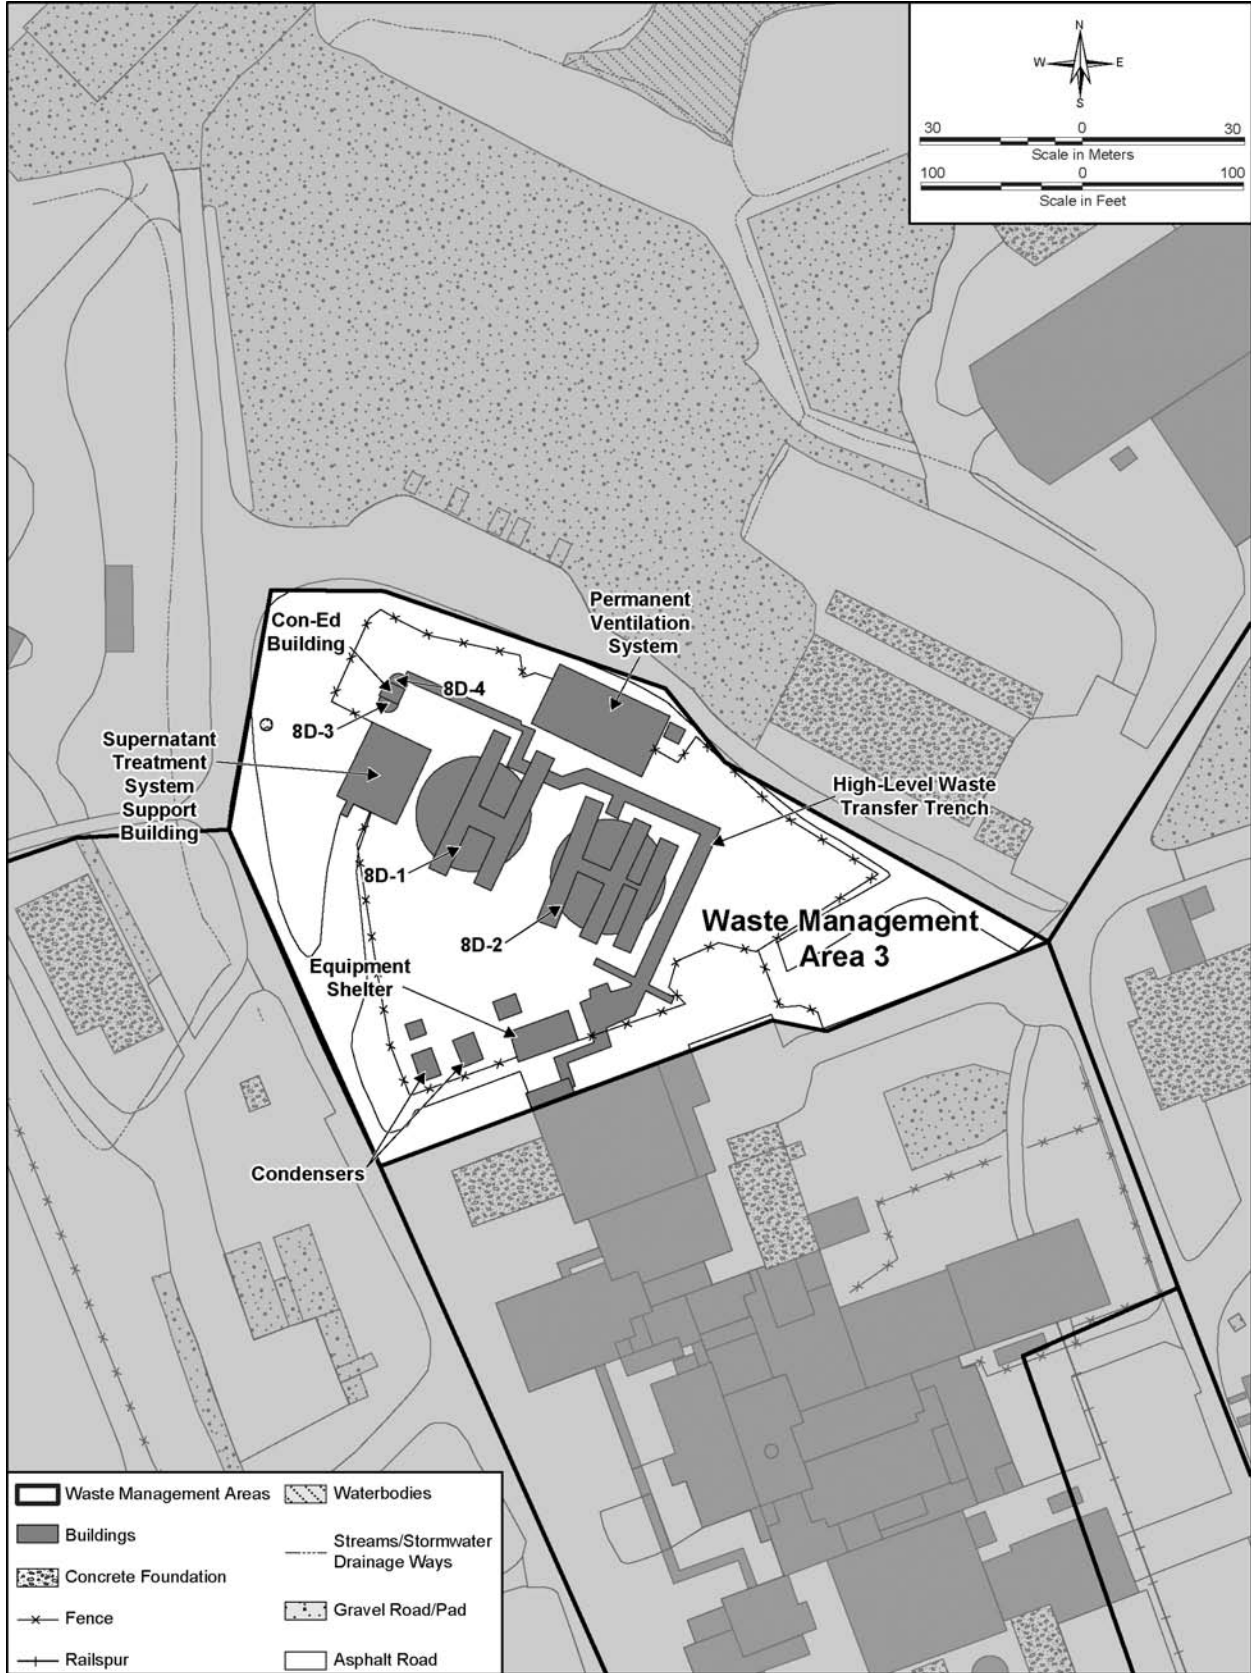 N
W E
S
30 0 30
Scale in Meters
100 0 100
Scale in Feet
Permanent
Ventilation
System
Con-Ed
Building
8D-4
8D-3
Supernatant
Treatment
System
Support
Building
High-Level Waste
Transfer Trench
8D-1
8D-2
Waste Management
Area 3
Equipment
Shelter
Condensers
Waste Management Areas
Buildings
Concrete Foundation
Fence
Railspur
Waterbodies
Streams/Stormwater
Drainage Ways
Gravel Road/Pad
Asphalt Road